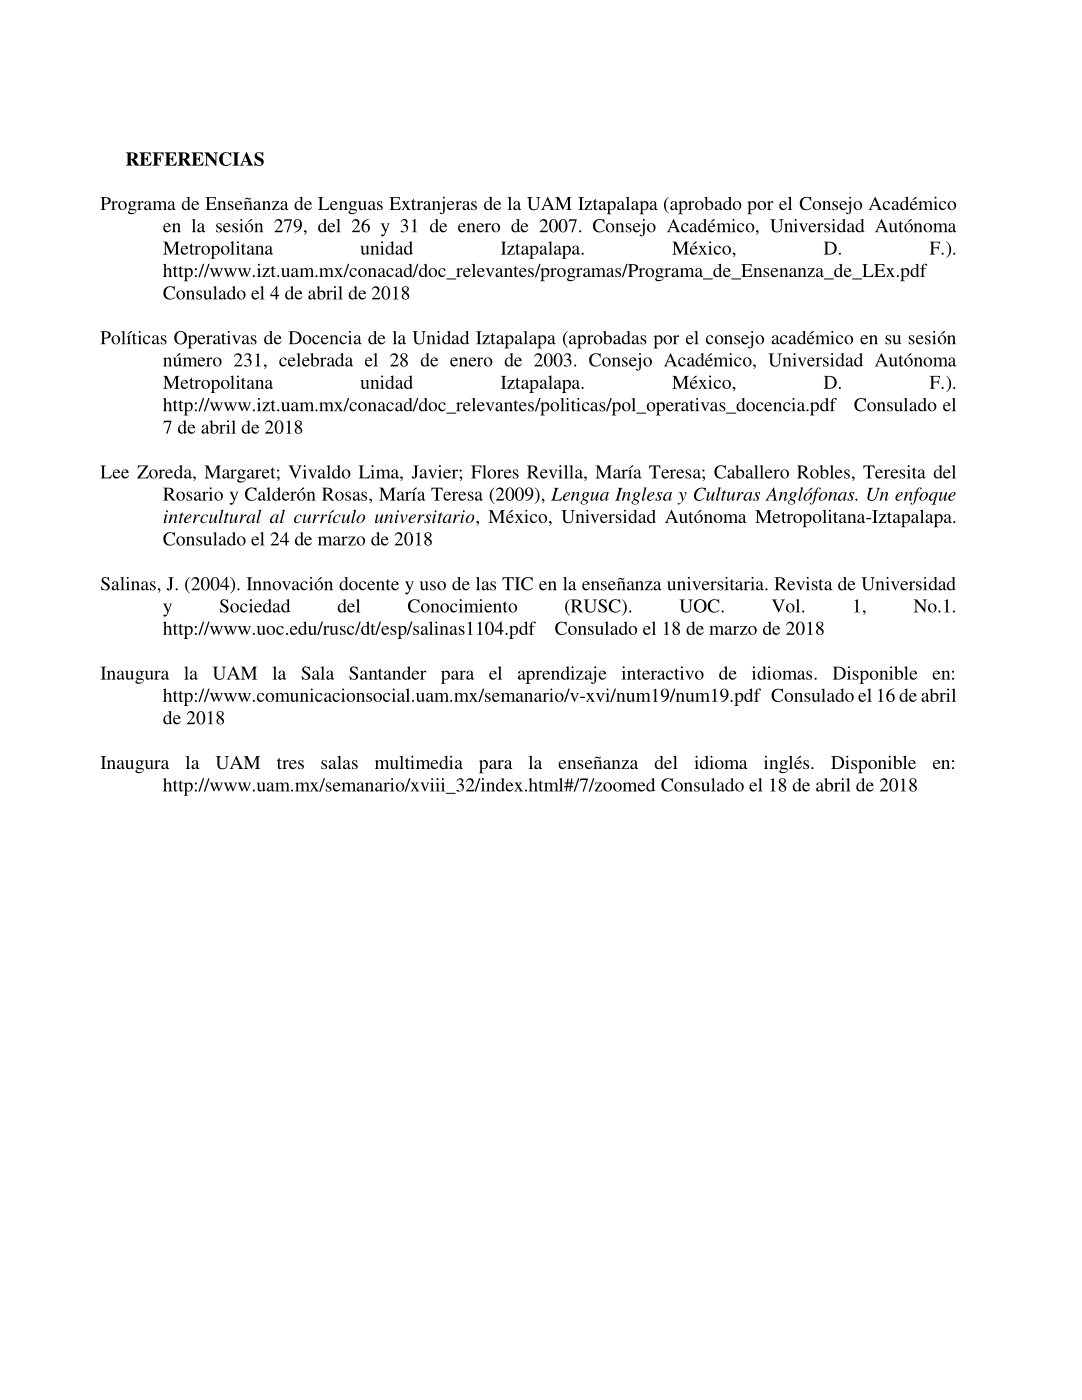 REFERENCIAS
Programa de Enseñanza de Lenguas Extranjeras de la UAM Iztapalapa (aprobado por el Consejo Académico
en la sesión 279, del 26 y 31 de enero de 2007. Consejo Académico, Universidad Autónoma
Metropolitana unidad Iztapalapa. México, D. F.).
http://www.izt.uam.mx/conacad/doc_relevantes/programas/Programa_de_Ensenanza_de_LEx.pdf
Consulado el 4 de abril de 2018
Políticas Operativas de Docencia de la Unidad Iztapalapa (aprobadas por el consejo académico en su sesión
número 231, celebrada el 28 de enero de 2003. Consejo Académico, Universidad Autónoma
Metropolitana unidad Iztapalapa. México, D. F.).
http://www.izt.uam.mx/conacad/doc_relevantes/politicas/pol_operativas_docencia.pdf Consulado el
7 de abril de 2018
Lee Zoreda, Margaret; Vivaldo Lima, Javier; Flores Revilla, María Teresa; Caballero Robles, Teresita del
Rosario y Calderón Rosas, María Teresa (2009), Lengua Inglesa y Culturas Anglófonas. Un enfoque
intercultural al currículo universitario, México, Universidad Autónoma Metropolitana-Iztapalapa.
Consulado el 24 de marzo de 2018
Salinas, J. (2004). Innovación docente y uso de las TIC en la enseñanza universitaria. Revista de Universidad
y Sociedad del Conocimiento (RUSC). UOC. Vol. 1, No.1.
http://www.uoc.edu/rusc/dt/esp/salinas1104.pdf Consulado el 18 de marzo de 2018
Inaugura la UAM la Sala Santander para el aprendizaje interactivo de idiomas. Disponible en:
http://www.comunicacionsocial.uam.mx/semanario/v-xvi/num19/num19.pdf Consulado el 16 de abril
de 2018
Inaugura la UAM tres salas multimedia para la enseñanza del idioma inglés. Disponible en:
http://www.uam.mx/semanario/xviii_32/index.html#/7/zoomed Consulado el 18 de abril de 2018